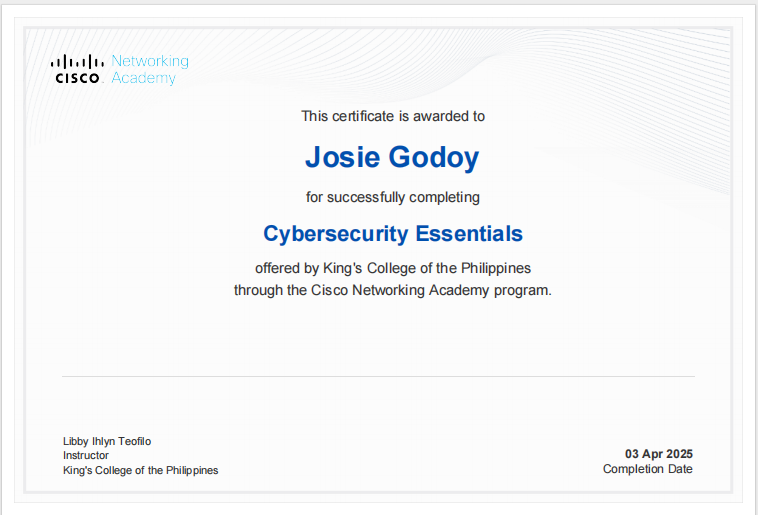 Networking
CISCO Academy
This certificate is awarded to
Josie Godoy
for successfully completing
Cybersecurity Essentials
offered by King's College of the Philippines
through the Cisco Networking Academy program.
Libby Ihlyn Teofilo
Instructor
King's College of the Philippines
03 Apr 2025
Completion Date